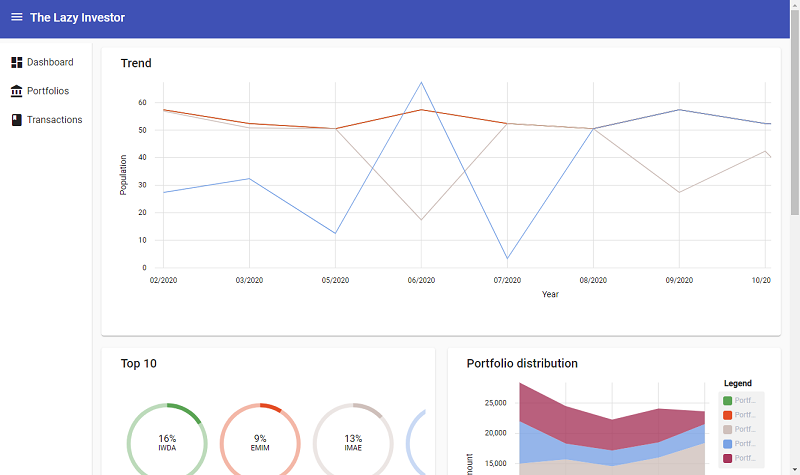 The Lazy Investor
Dashboard
Portfolios
Transactions
Trend
60
50
40
30
20
10
0
Population
02/2020 03/2020 05/2020 06/2020 07/2020 08/2020 09/2020 10/20
Year
Top 10
16%
IWDA
9%
EMIM
13%
IMAE
Portfolio distribution
25,000
20,000
15,000
mount
Legend
Portf...
Portf...
Portf...
Portf...
Portf...